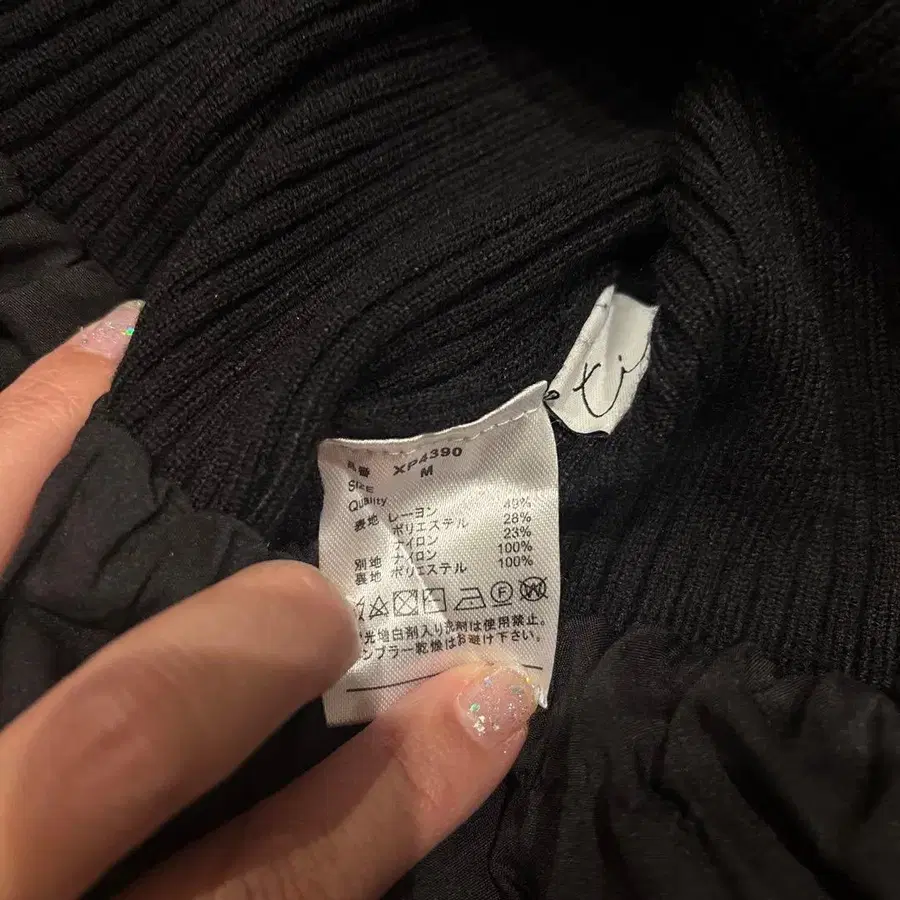 品番 XP4390
Size M
Quality
表地 レーヨン 49%
ポリエステル 28%
ナイロン 23%
別地 ナイロン 100%
裏地 ポリエステル 100%
F W
光増白剤入り洗剤は使用禁止。
ンブラー乾燥はお避け下さい。
ti